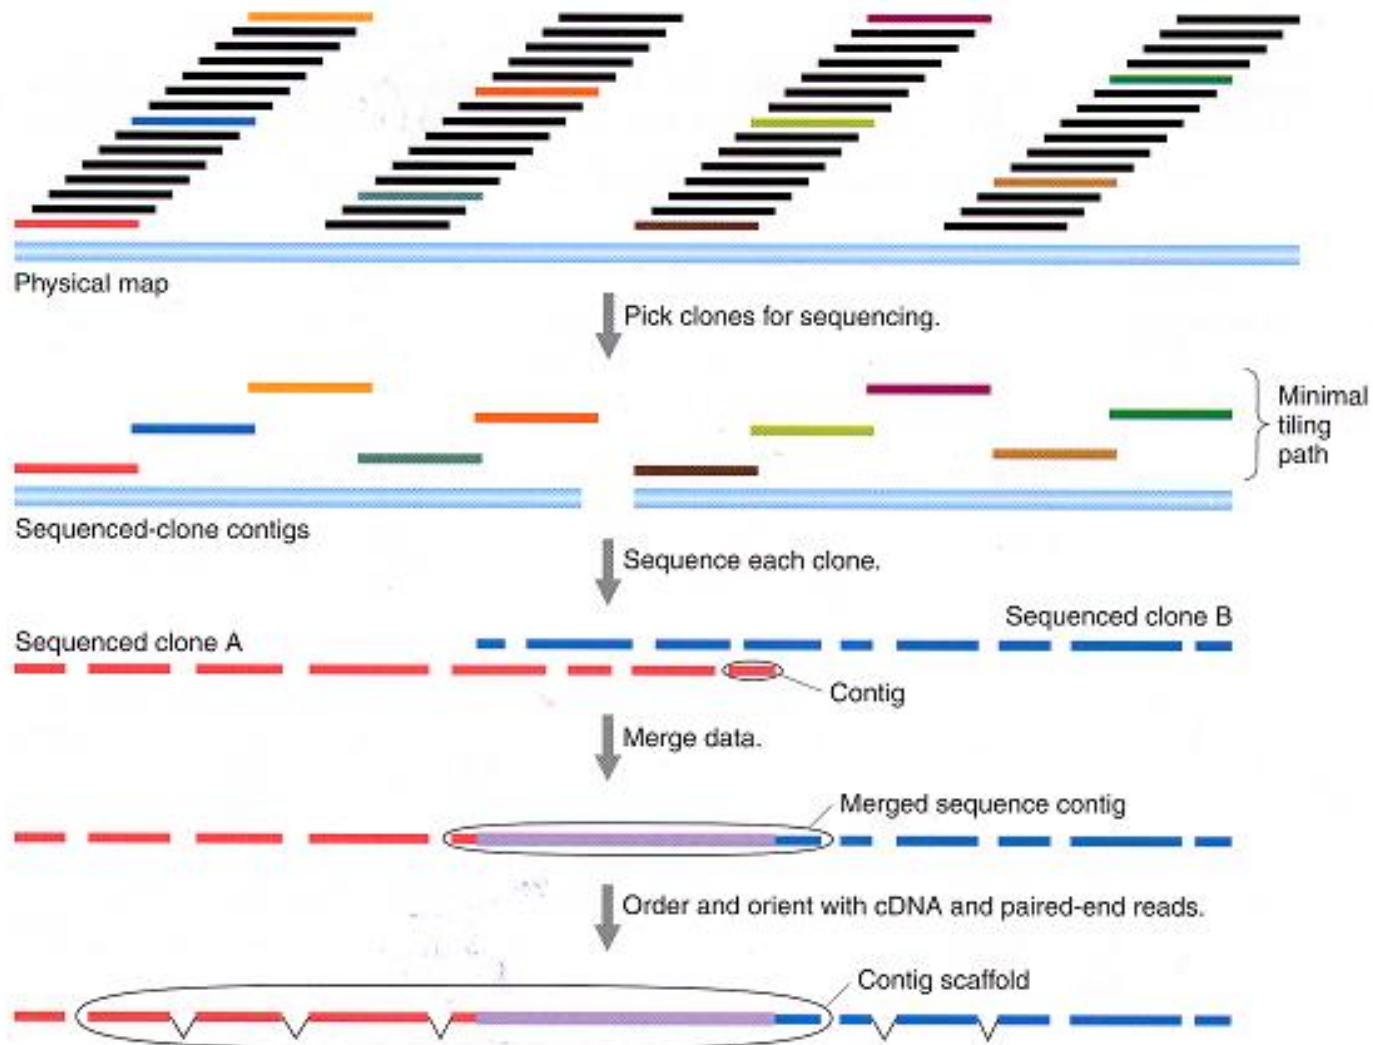 Physical map
Pick clones for sequencing.
Minimal
tiling
path
Sequenced-clone contigs
Sequence each clone.
Sequenced clone B
Sequenced clone A
Contig
Merge data.
Merged sequence contig
Order and orient with cDNA and paired-end reads.
Contig scaffold